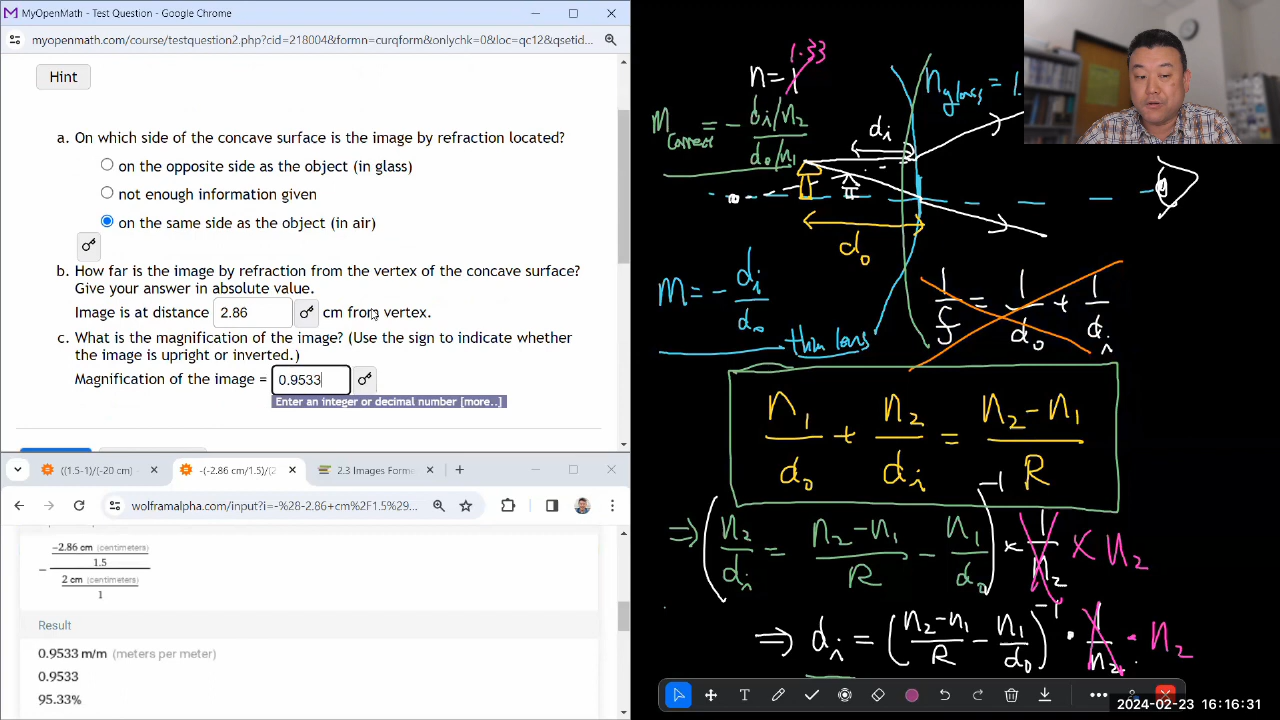 MyOpenMath - Test Question - Google Chrome
myopenmath.com/course/testquestion2.php?cid=218004&formn=curqform&onlychk=0&loc=qc12&qsetid...
Hint
a. On which side of the concave surface is the image by refraction located?
on the opposite side as the object (in glass)
not enough information given
on the same side as the object (in air)
b. How far is the image by refraction from the vertex of the concave surface?
Give your answer in absolute value.
Image is at distance 2.86 cm from vertex.
c. What is the magnification of the image? (Use the sign to indicate whether
the image is upright or inverted.)
Magnification of the image = 0.9533
Enter an integer or decimal number [more..]
((1.5-1)/(-20 cm)
-(-2.86 cm/1.5)/(2
2.3 Images Forme
wolframalpha.com/input?i=-%28-2.86+cm%2F1.5%29...
- (-2.86 cm (centimeters) / 1.5) / (2 cm (centimeters) / 1)
Result
0.9533 m/m (meters per meter)
0.9533
95.33%
n = 1 1.33
n glass = 1.
M correct = - (di/n2) / (do/n1)
di
do
M = - di/do
thin lens
1/f = 1/do + 1/di
n1/do + n2/di = (n2 - n1)/R
⇒ (n2/di = (n2 - n1)/R - n1/do)^-1 × 1/n2 × n2
⇒ di = ((n2 - n1)/R - n1/do)^-1 · 1/n2 · n2
2024-02-23 16:16:31